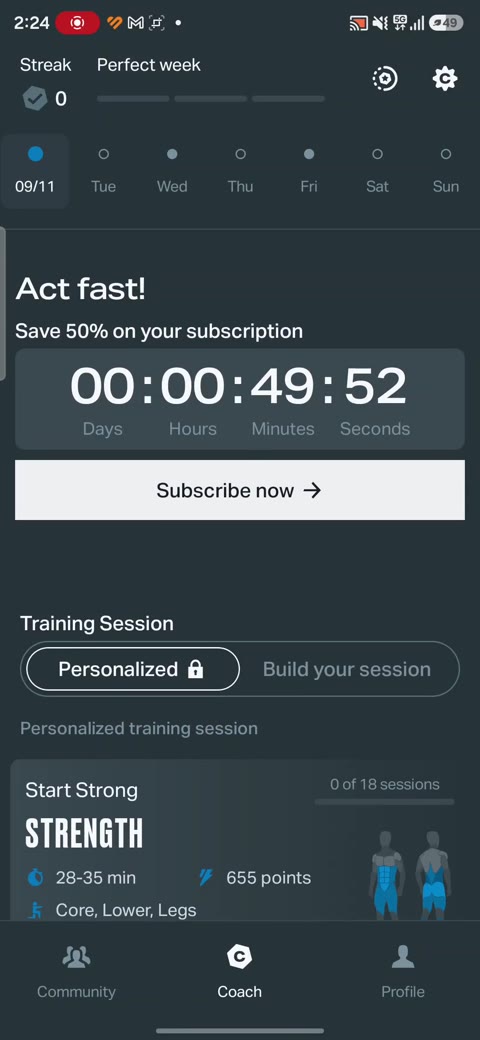 2:24 5G 49
Streak Perfect week
0
09/11 Tue Wed Thu Fri Sat Sun
Act fast!
Save 50% on your subscription
00:00:49:52
Days Hours Minutes Seconds
Subscribe now →
Training Session
Personalized Build your session
Personalized training session
Start Strong 0 of 18 sessions
STRENGTH
28-35 min 655 points
Core, Lower, Legs
Community Coach Profile